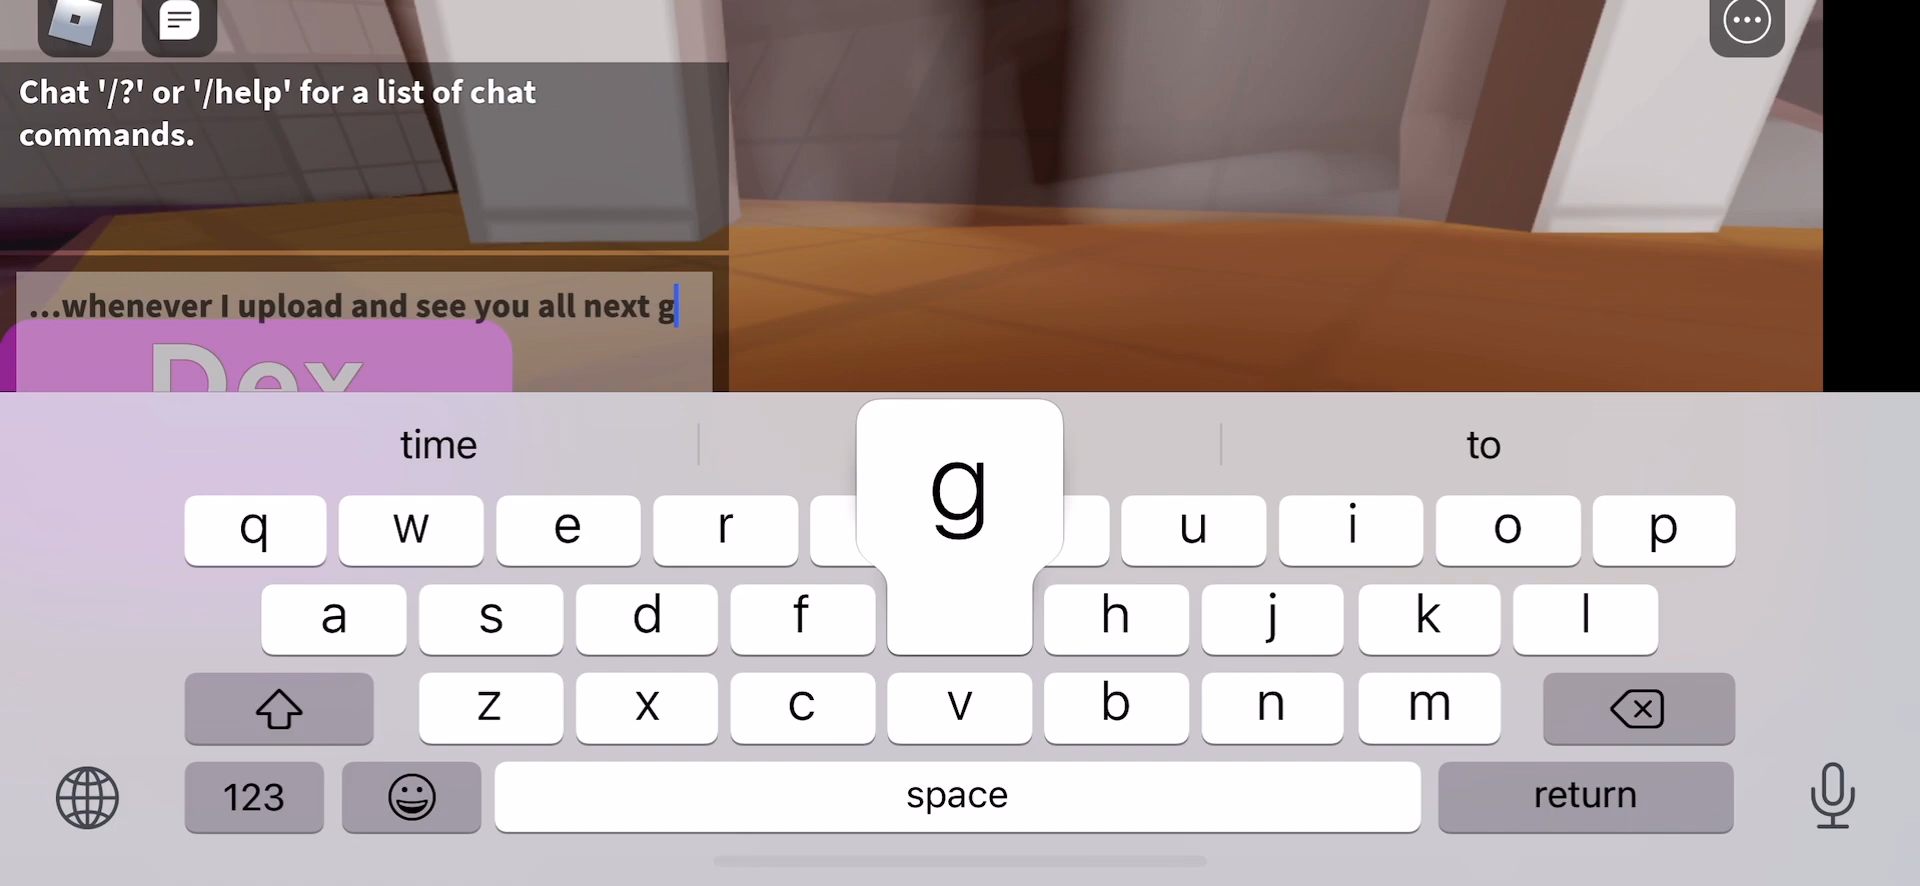 Chat '/?' or '/help' for a list of chat
commands.
...whenever I upload and see you all next g
Dex
time
to
g
q w e r u i o p
a s d f h j k l
z x c v b n m
123
space
return